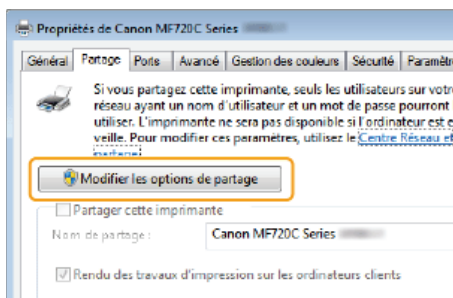 Propriétés de Canon MF720C Series
Général Partage Ports Avancé Gestion des couleurs Sécurité Paramètr
Si vous partagez cette imprimante, seuls les utilisateurs sur votr
réseau ayant un nom d'utilisateur et un mot de passe pourront
utiliser. L'imprimante ne sera pas disponible si l'ordinateur est e
veille. Pour modifier ces paramètres, utilisez le Centre Réseau et
partage
Modifier les options de partage
Partager cette imprimante
Nom de partage : Canon MF720C Series
Rendu des travaux d'impression sur les ordinateurs clients